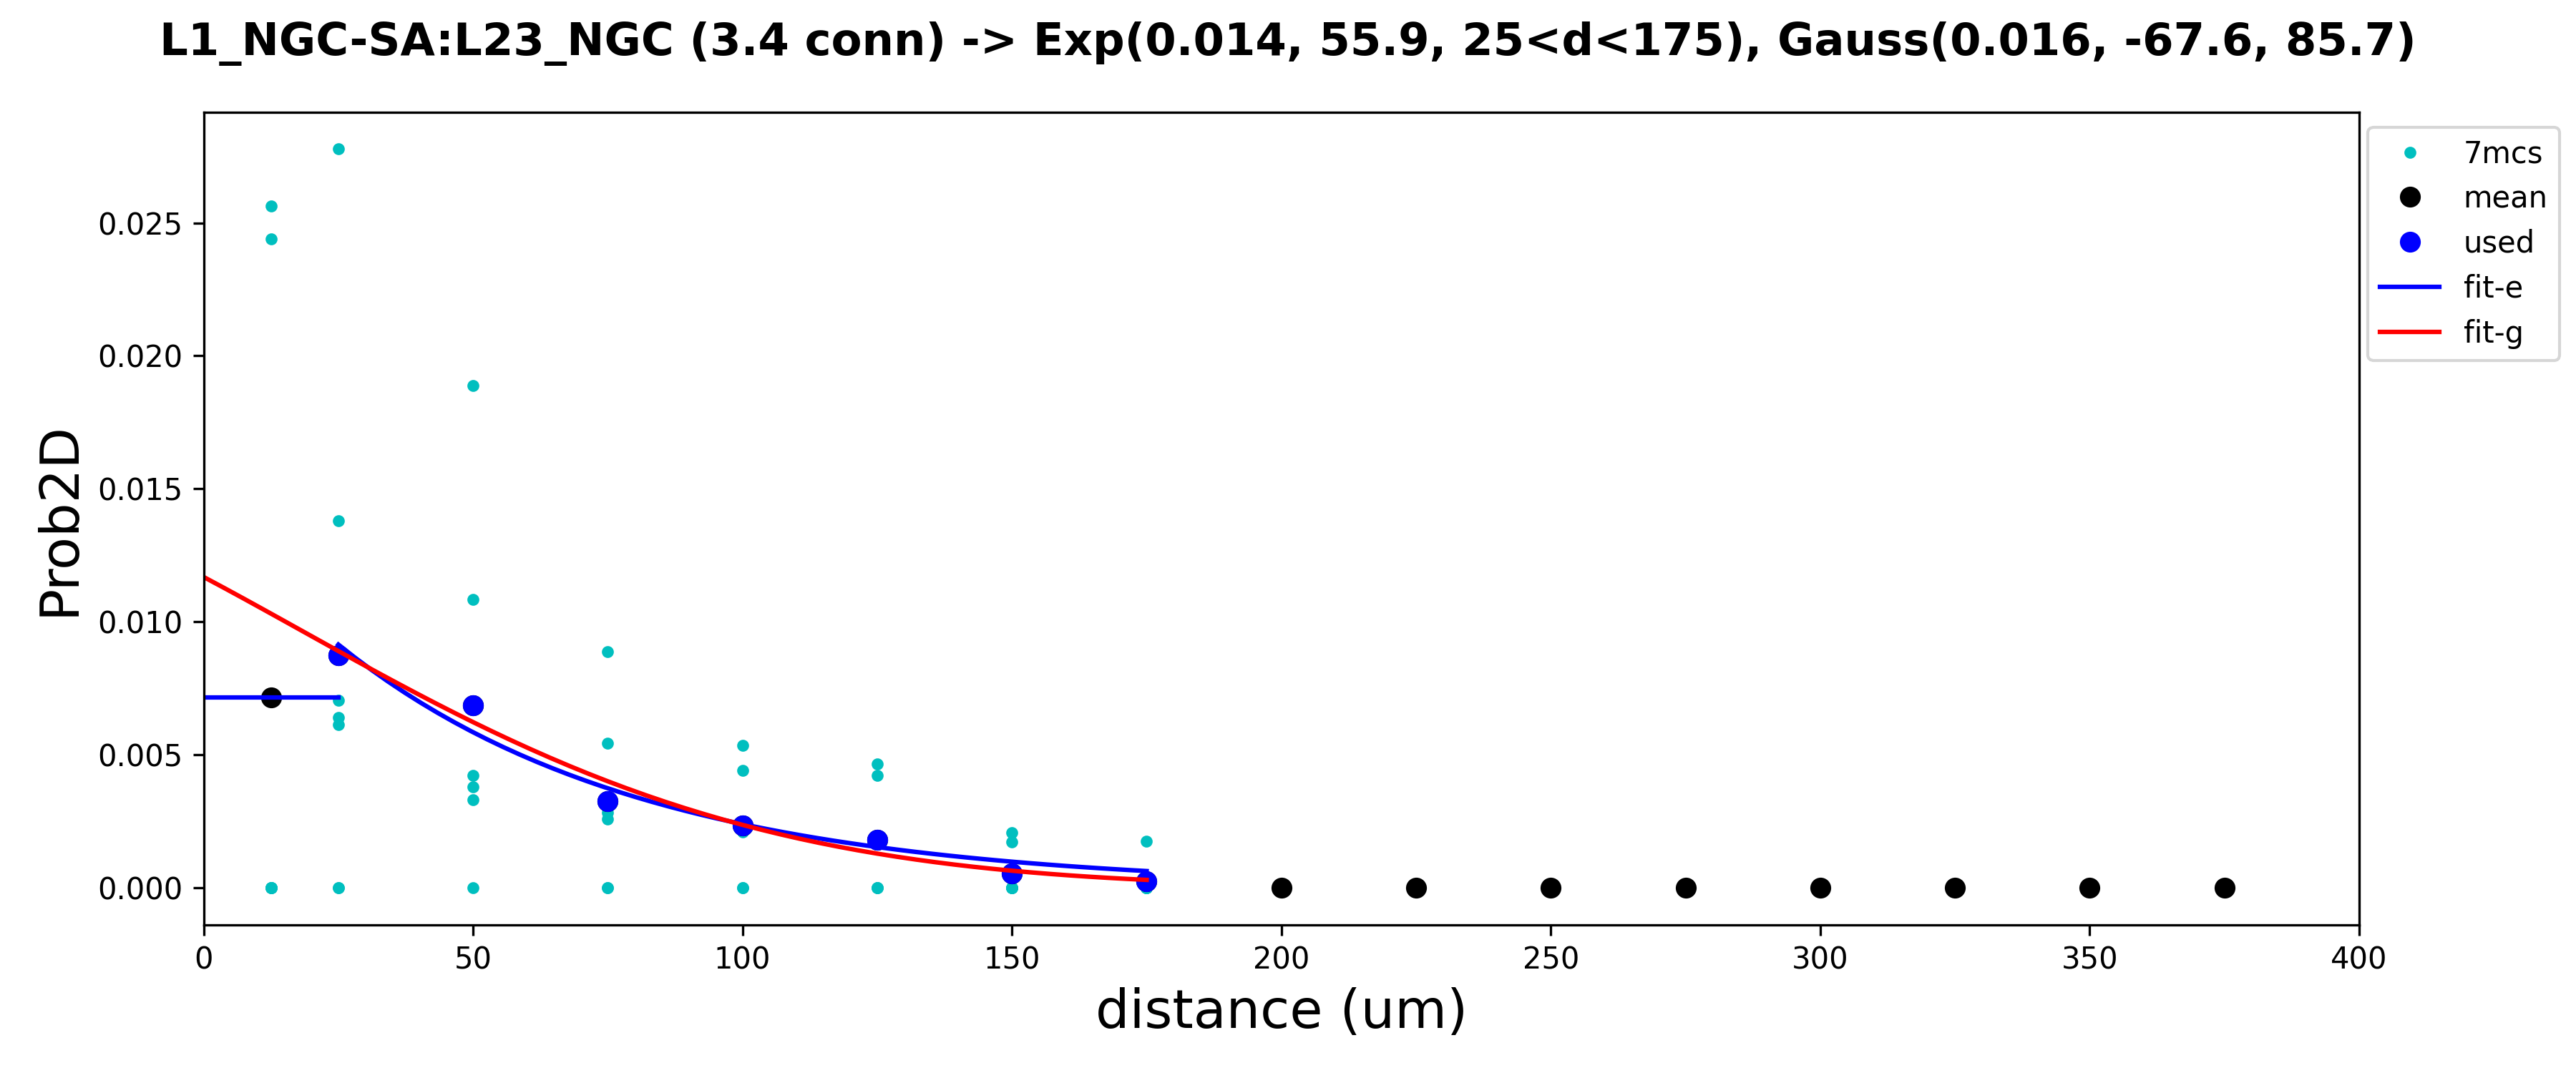 L1_NGC-SA:L23_NGC (3.4 conn) -> Exp(0.014, 55.9, 25<d<175), Gauss(0.016, -67.6, 85.7)
7mcs
mean
used
fit-e
fit-g
Prob2D
0.025
0.020
0.015
0.010
0.005
0.000
0 50 100 150 200 250 300 350 400
distance (um)